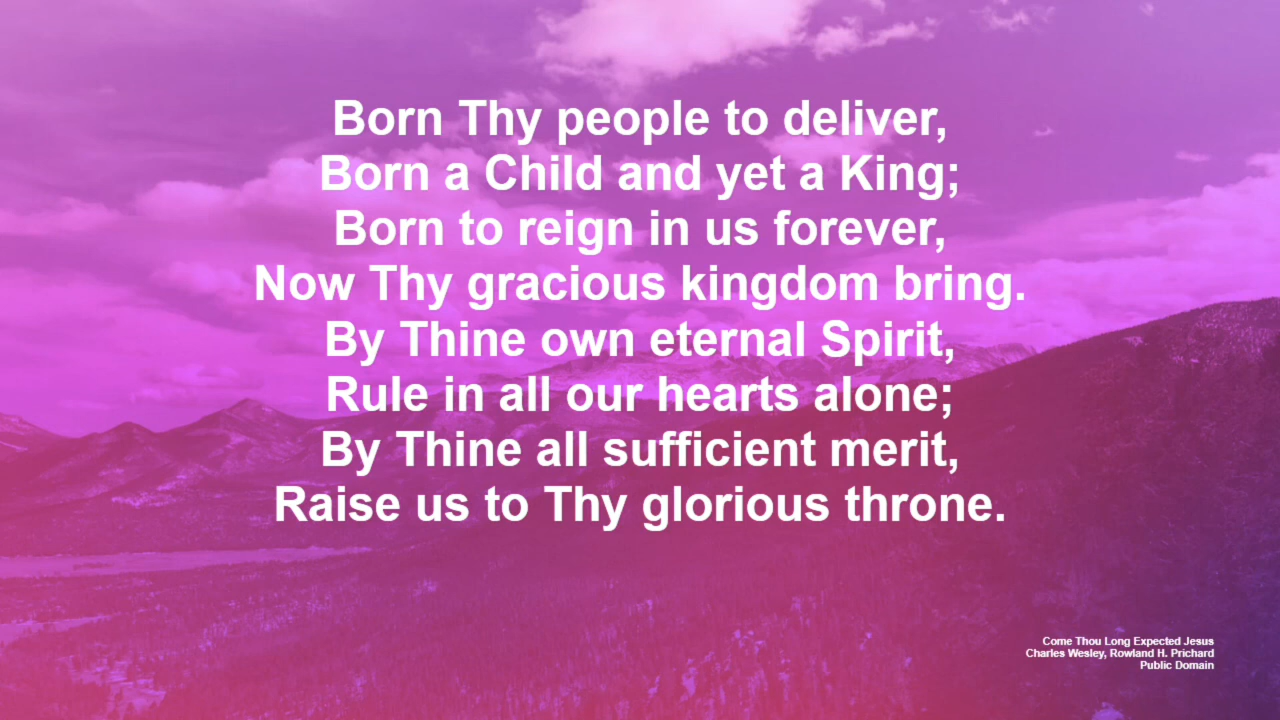 Born Thy people to deliver,
Born a Child and yet a King;
Born to reign in us forever,
Now Thy gracious kingdom bring.
By Thine own eternal Spirit,
Rule in all our hearts alone;
By Thine all sufficient merit,
Raise us to Thy glorious throne.
Come Thou Long Expected Jesus
Charles Wesley, Rowland H. Prichard
Public Domain